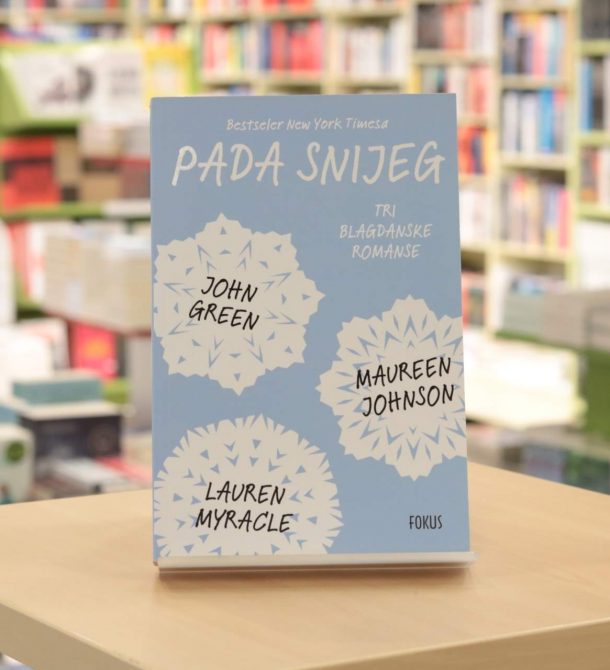 Bestseler New York Timesa
PADA SNIJEG
TRI
BLAGDANSKE
ROMANSE
JOHN
GREEN
MAUREEN
JOHNSON
LAUREN
MYRACLE
FOKUS